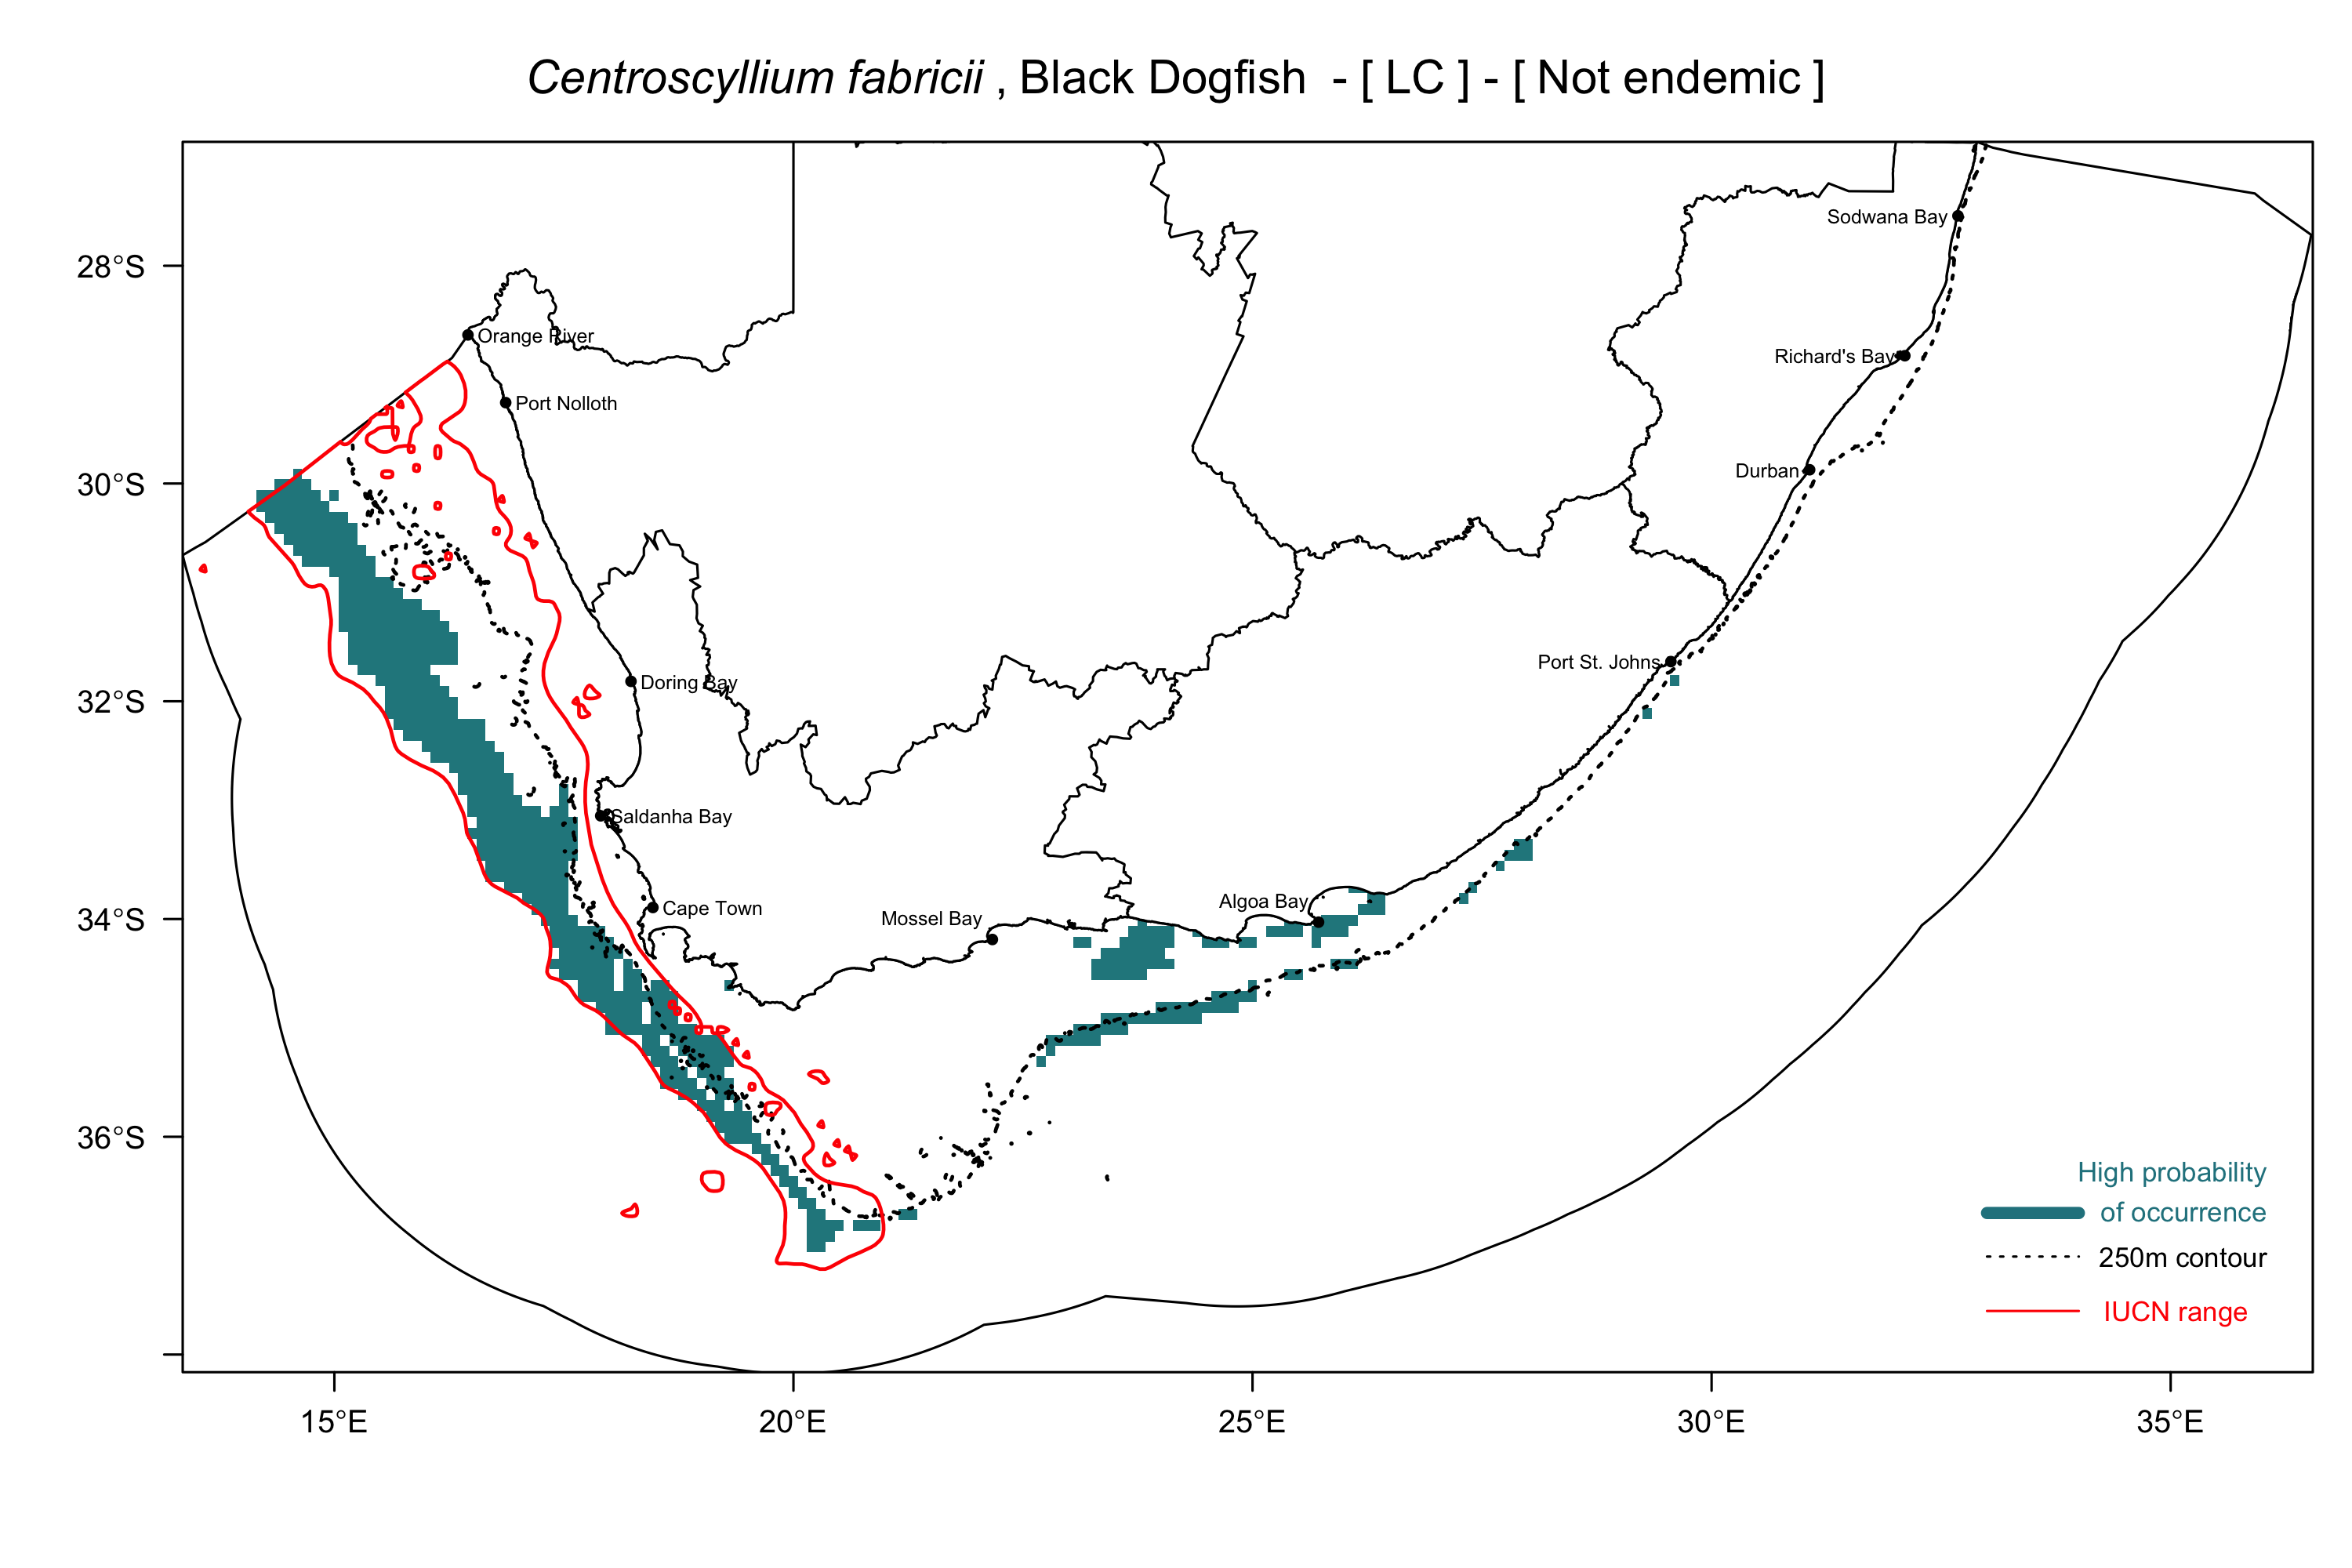 Centroscyllium fabricii , Black Dogfish - [ LC ] - [ Not endemic ]
Sodwana Bay
28°S
Orange River
Richard's Bay
Port Nolloth
Durban
30°S
Port St. Johns
Doring Bay
32°S
Saldanha Bay
Algoa Bay
Cape Town
Mossel Bay
34°S
36°S
High probability
of occurrence
250m contour
IUCN range
15°E
20°E
25°E
30°E
35°E